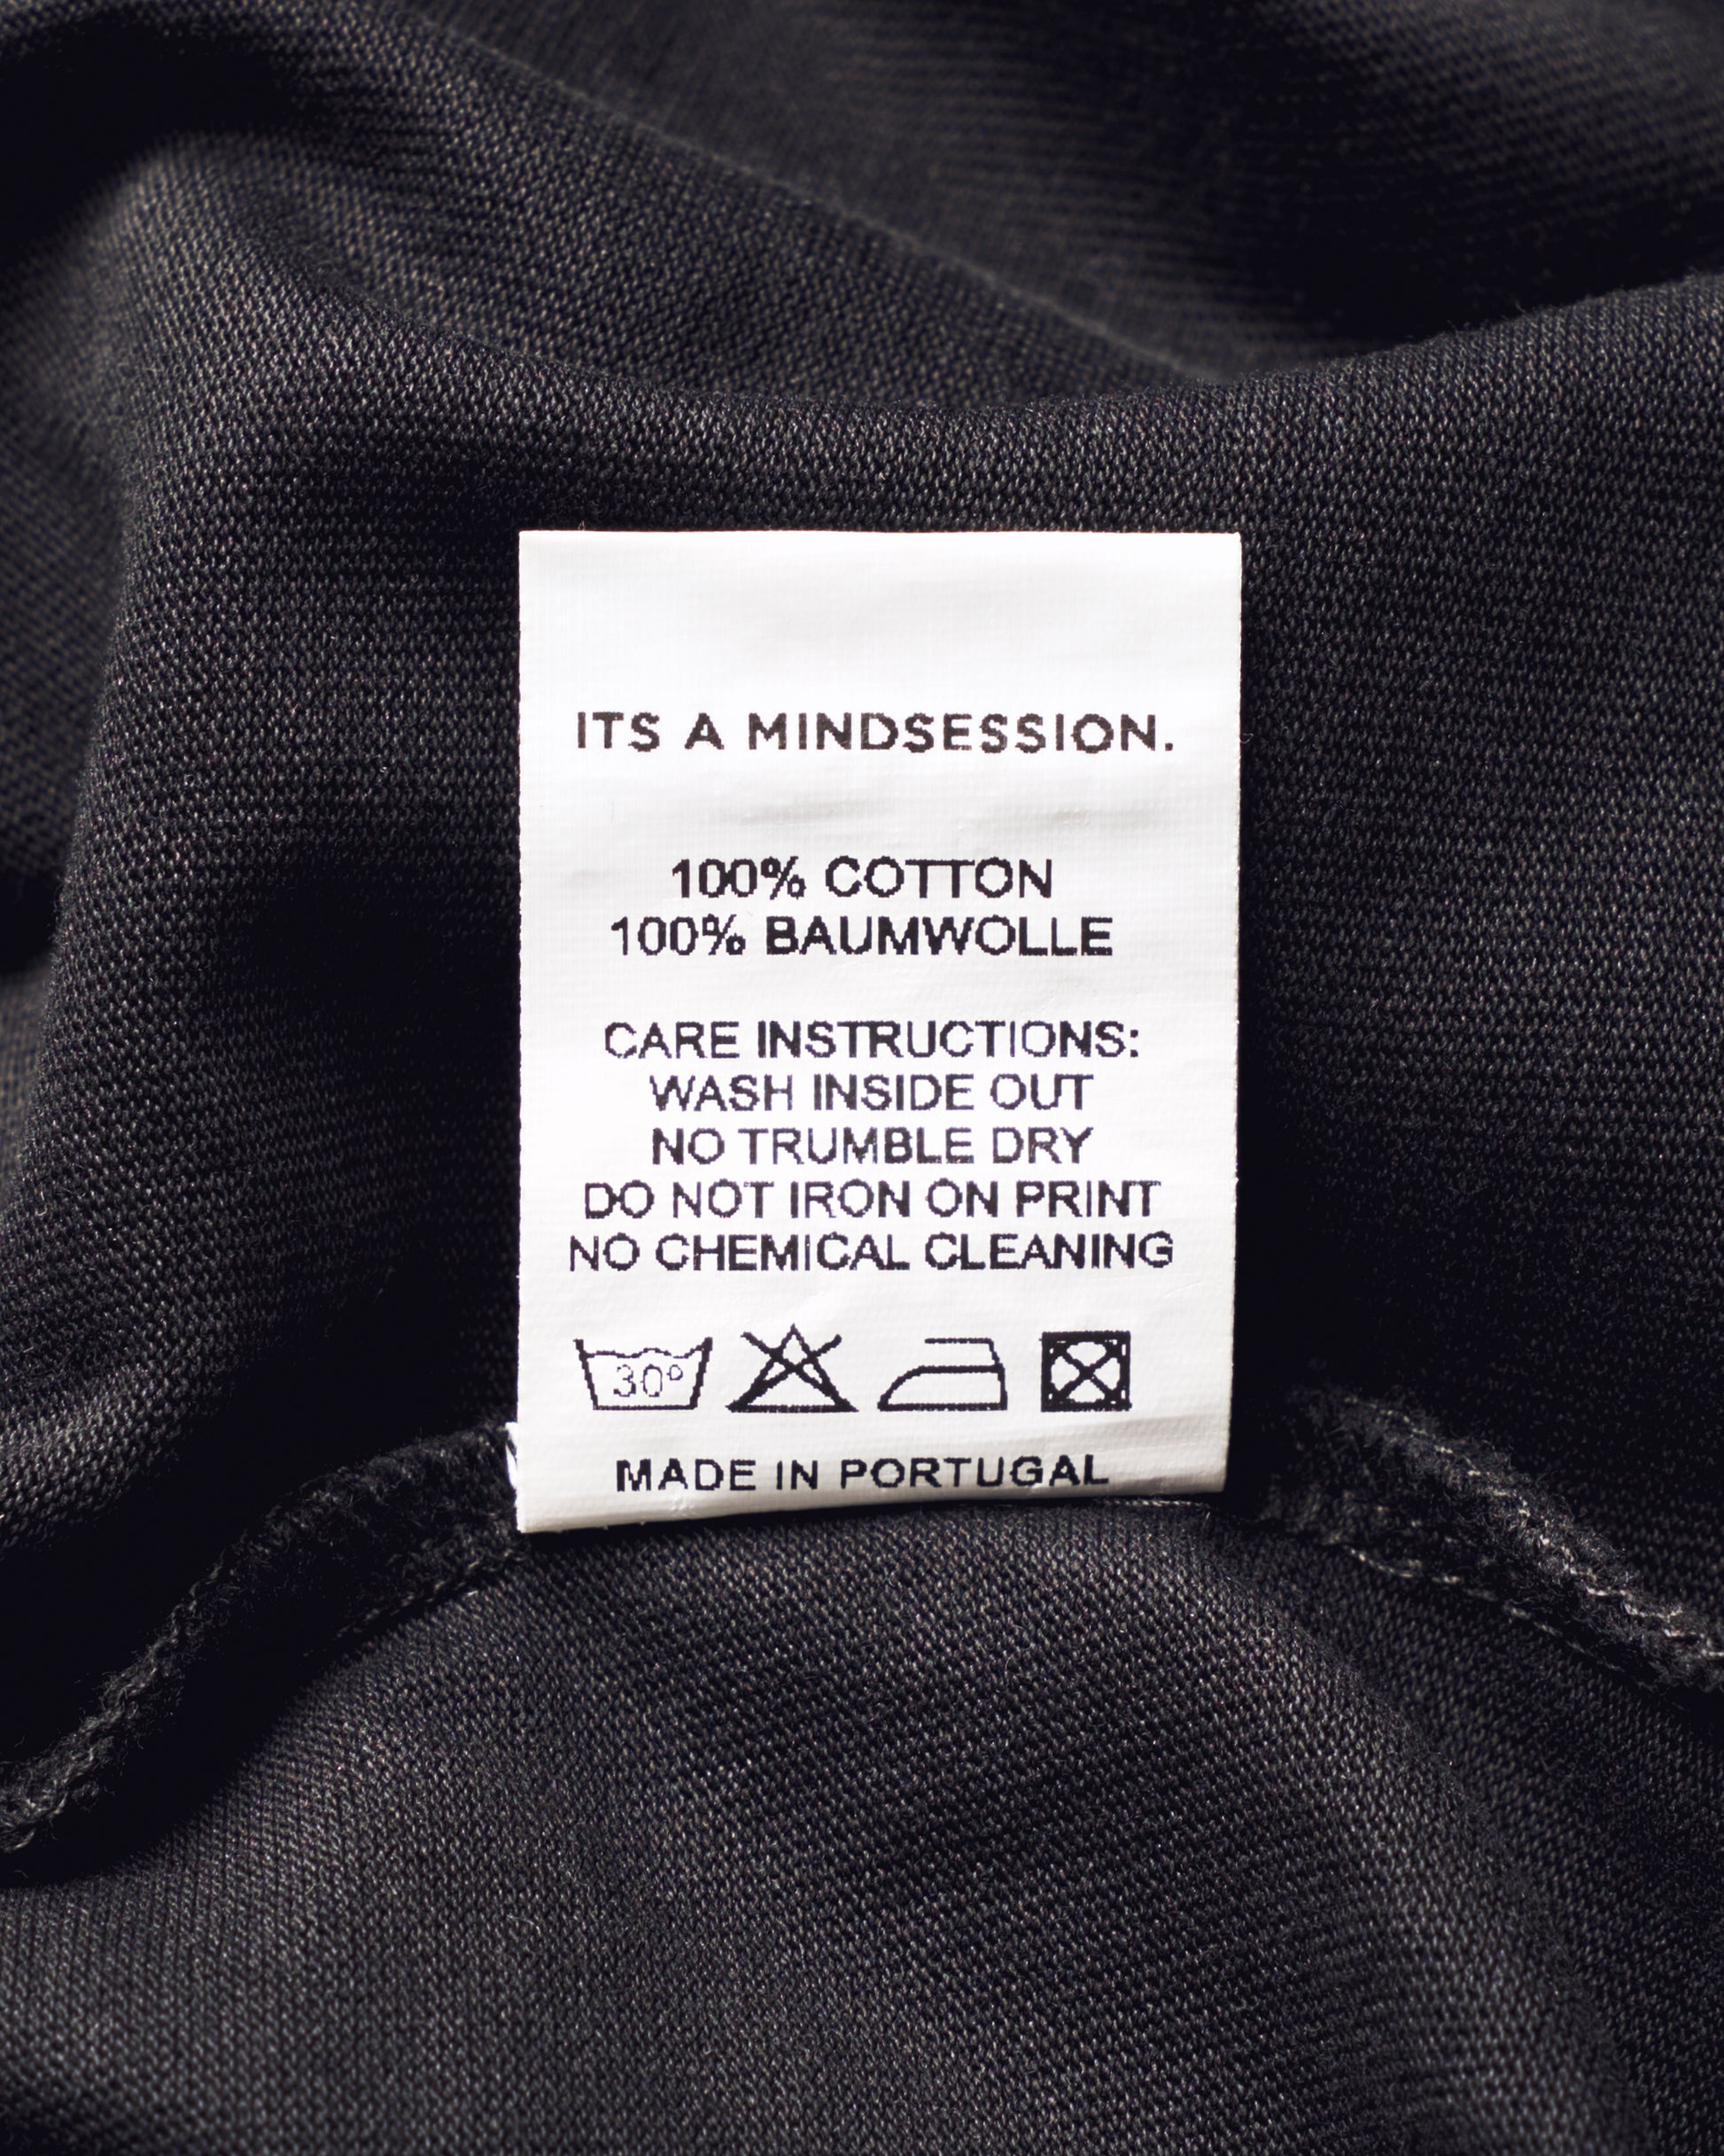 ITS A MINDSESSION.
100% COTTON
100% BAUMWOLLE
CARE INSTRUCTIONS:
WASH INSIDE OUT
NO TRUMBLE DRY
DO NOT IRON ON PRINT
NO CHEMICAL CLEANING
30°
MADE IN PORTUGAL